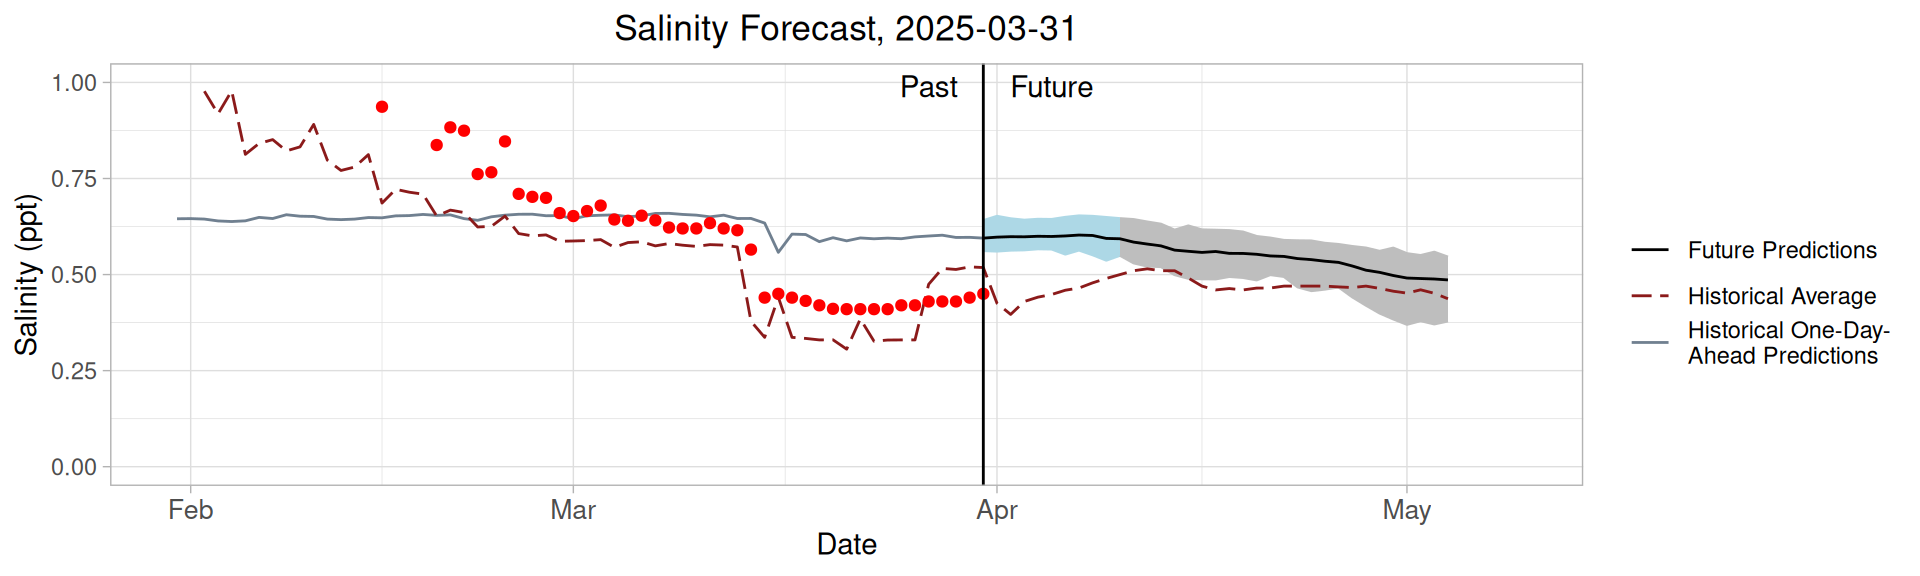 Salinity Forecast, 2025-03-31
Past
Future
1.00
0.75
0.50
0.25
0.00
Salinity (ppt)
Feb
Mar
Apr
May
Date
Future Predictions
Historical Average
Historical One-Day-
Ahead Predictions